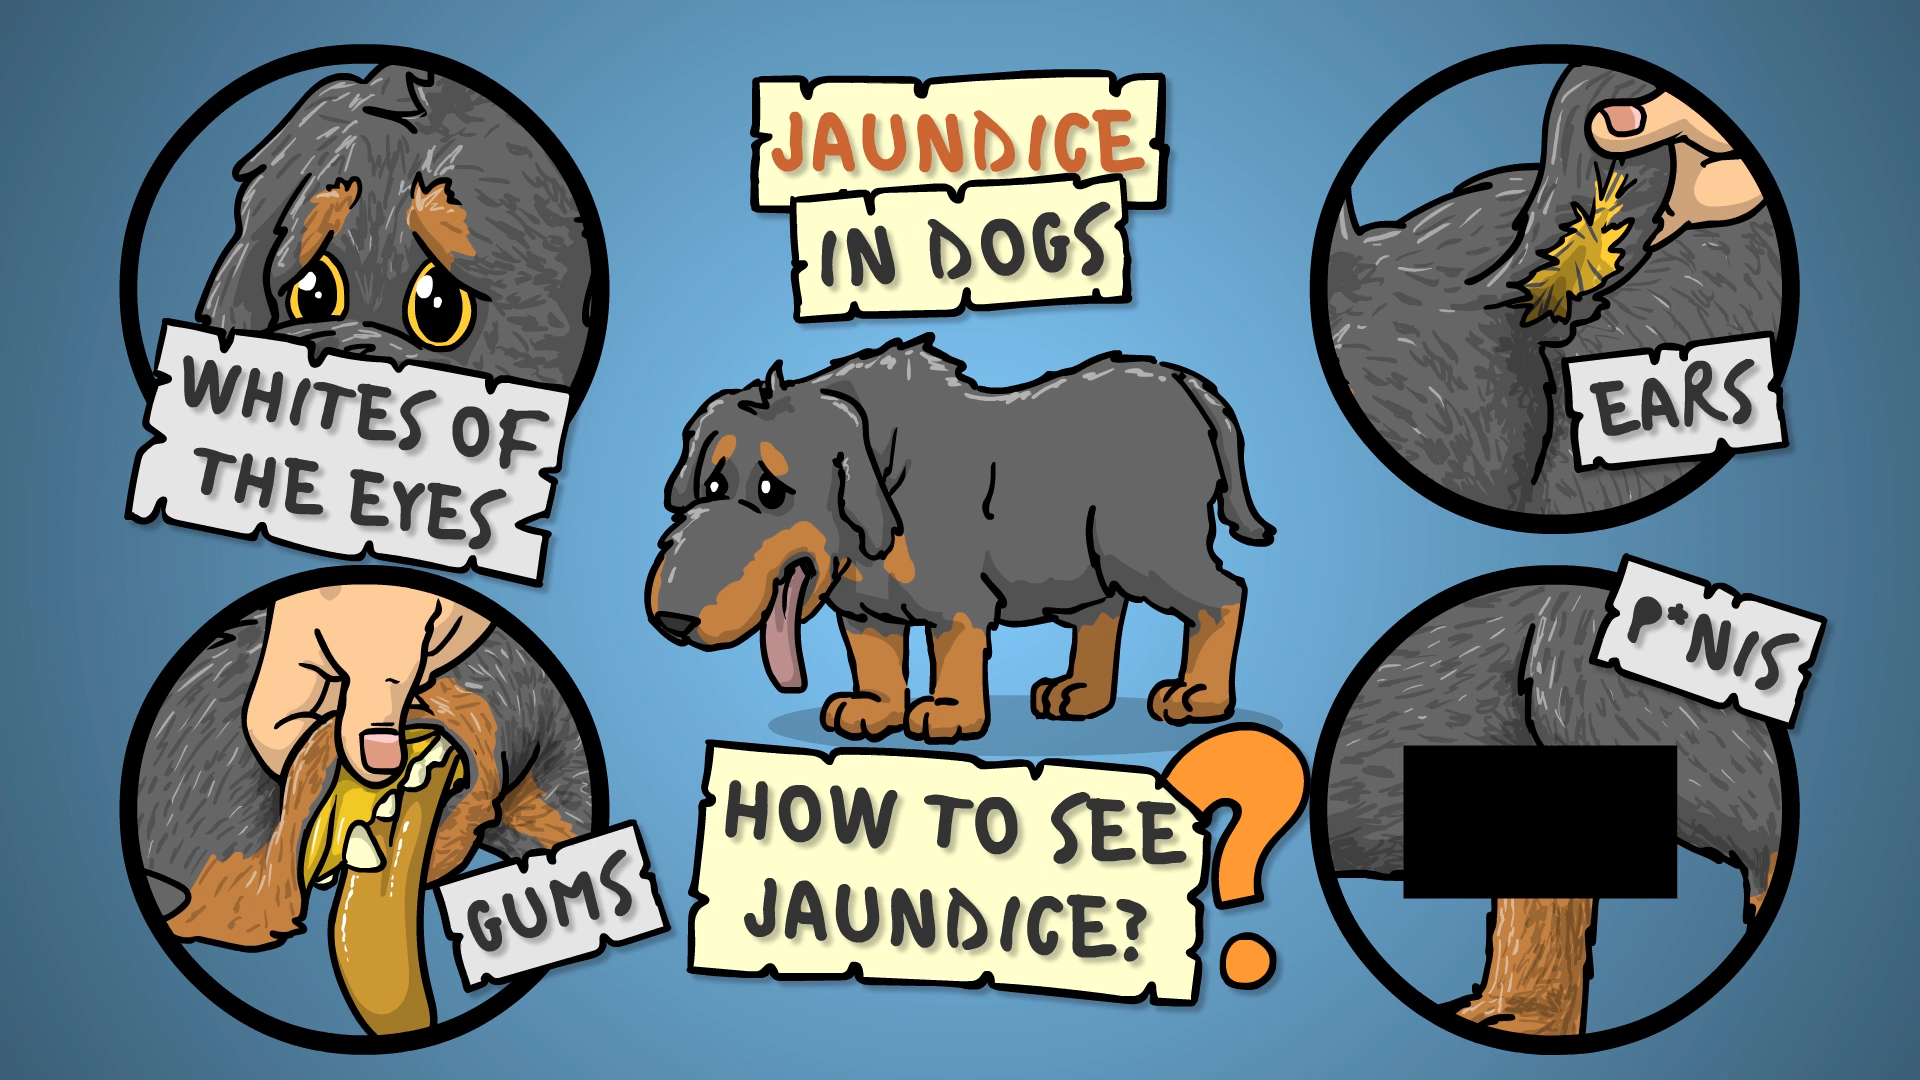 JAUNDICE
IN DOGS
WHITES OF
THE EYES
EARS
GUMS
P*NIS
HOW TO SEE
JAUNDICE?
?